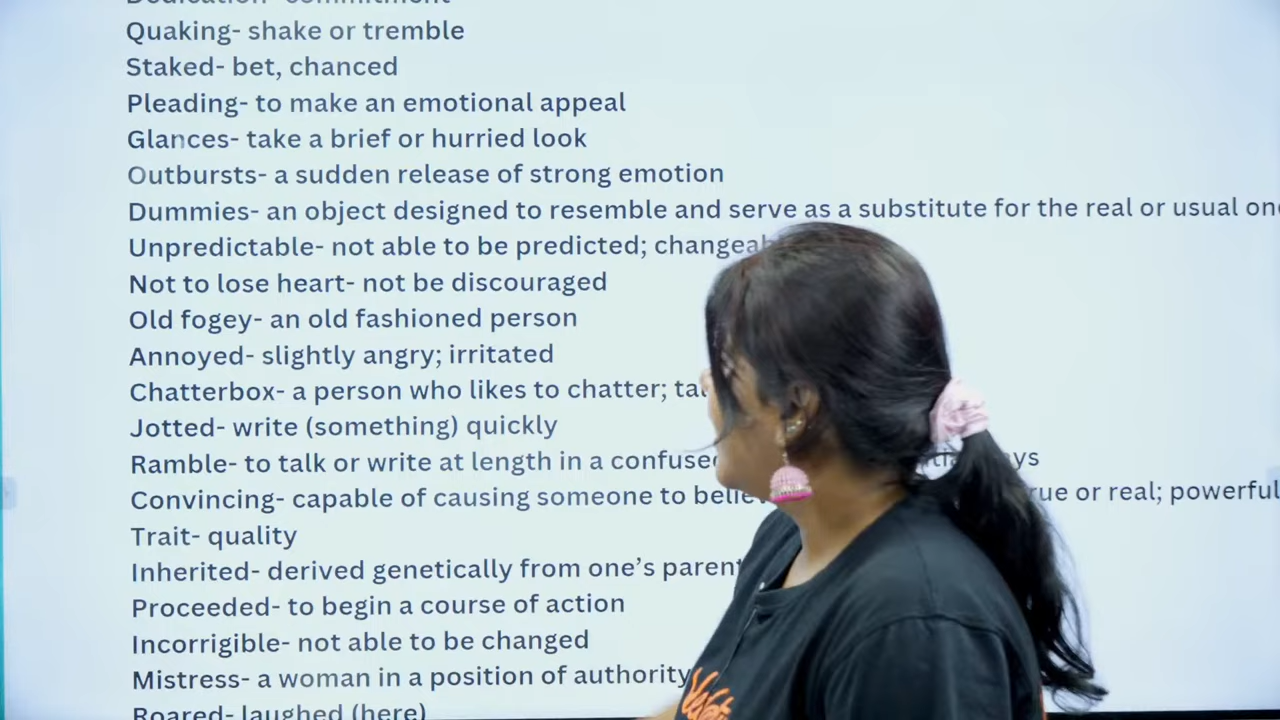 Dedication- commitment
Quaking- shake or tremble
Staked- bet, chanced
Pleading- to make an emotional appeal
Glances- take a brief or hurried look
Outbursts- a sudden release of strong emotion
Dummies- an object designed to resemble and serve as a substitute for the real or usual
Unpredictable- not able to be predicted;
Not to lose heart- not be discouraged
Old fogey- an old fashioned person
Annoyed- slightly angry; irritated
Chatterbox- a person who likes to chatter;
Jotted- write (something) quickly
Ramble- to talk or write at length in a
Convincing- capable of causing someone to or real; powerful
Trait- quality
Inherited- derived genetically from one’s
Proceeded- to begin a course of action
Incorrigible- not able to be changed
Mistress- a woman in a position of authority
Roared- laughed (here)